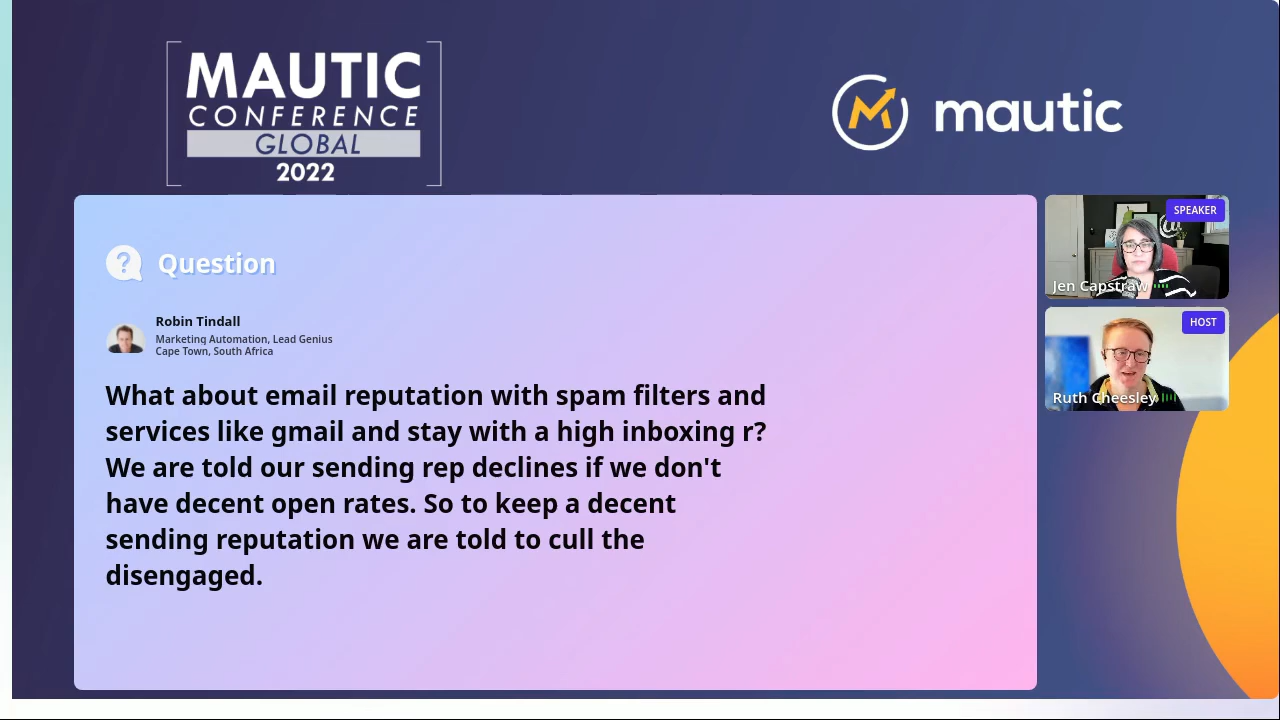 MAUTIC
CONFERENCE
GLOBAL
2022
mautic
Question
Robin Tindall
Marketing Automation, Lead Genius
Cape Town, South Africa
What about email reputation with spam filters and
services like gmail and stay with a high inboxing r?
We are told our sending rep declines if we don't
have decent open rates. So to keep a decent
sending reputation we are told to cull the
disengaged.
SPEAKER
@
Jen Capstraw
HOST
Ruth Cheesley